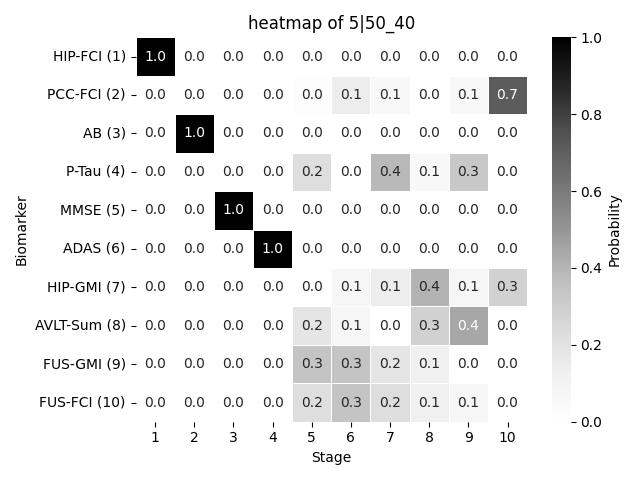 heatmap of 5|50_40
HIP-FCI (1) 1.0 0.0 0.0 0.0 0.0 0.0 0.0 0.0 0.0 0.0
PCC-FCI (2) 0.0 0.0 0.0 0.0 0.0 0.1 0.1 0.0 0.1 0.7
AB (3) 0.0 1.0 0.0 0.0 0.0 0.0 0.0 0.0 0.0 0.0
P-Tau (4) 0.0 0.0 0.0 0.0 0.2 0.0 0.4 0.1 0.3 0.0
MMSE (5) 0.0 0.0 1.0 0.0 0.0 0.0 0.0 0.0 0.0 0.0
ADAS (6) 0.0 0.0 0.0 1.0 0.0 0.0 0.0 0.0 0.0 0.0
HIP-GMI (7) 0.0 0.0 0.0 0.0 0.0 0.1 0.1 0.4 0.1 0.3
AVLT-Sum (8) 0.0 0.0 0.0 0.0 0.2 0.1 0.0 0.3 0.4 0.0
FUS-GMI (9) 0.0 0.0 0.0 0.0 0.3 0.3 0.2 0.1 0.0 0.0
FUS-FCI (10) 0.0 0.0 0.0 0.0 0.2 0.3 0.2 0.1 0.1 0.0
1 2 3 4 5 6 7 8 9 10
Stage
Biomarker
1.0
0.8
0.6
0.4
0.2
0.0
Probability